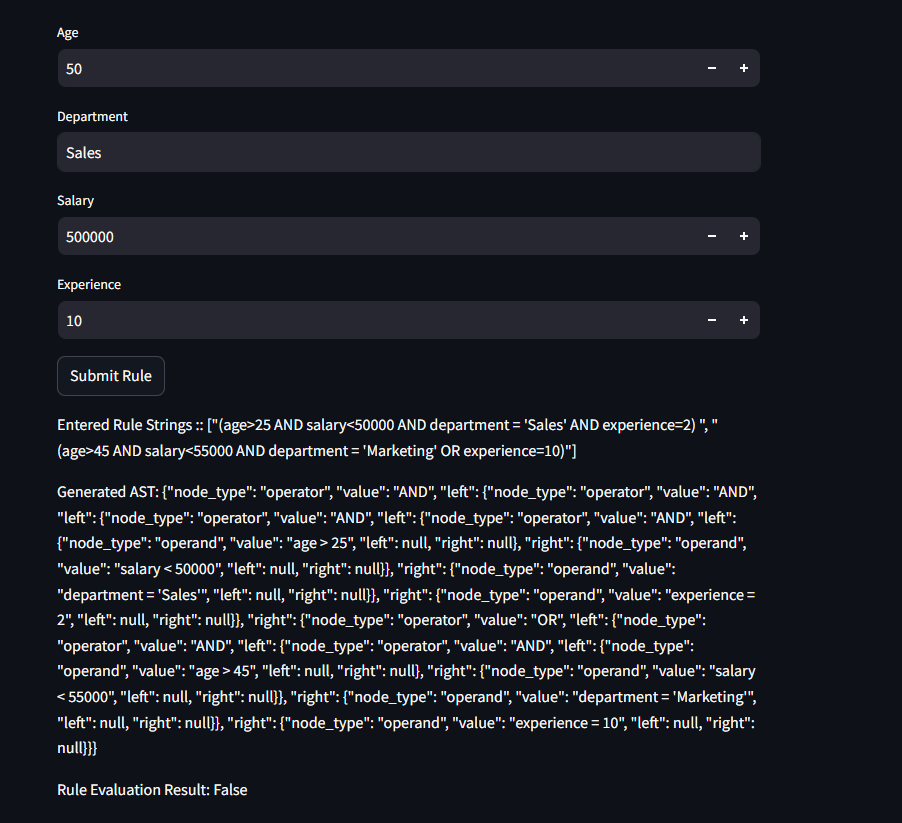 Age
50
Department
Sales
Salary
500000
Experience
10
Submit Rule
Entered Rule Strings :: ["(age>25 AND salary<50000 AND department = 'Sales' AND experience=2) ", "
(age>45 AND salary<55000 AND department = 'Marketing' OR experience=10)"]
Generated AST: {"node_type": "operator", "value": "AND", "left": {"node_type": "operator", "value": "AND",
"left": {"node_type": "operator", "value": "AND", "left": {"node_type": "operator", "value": "AND", "left":
{"node_type": "operand", "value": "age > 25", "left": null, "right": null}, "right": {"node_type": "operand",
"value": "salary < 50000", "left": null, "right": null}}, "right": {"node_type": "operand", "value":
"department = 'Sales'", "left": null, "right": null}}, "right": {"node_type": "operand", "value": "experience =
2", "left": null, "right": null}}, "right": {"node_type": "operator", "value": "OR", "left": {"node_type":
"operator", "value": "AND", "left": {"node_type": "operator", "value": "AND", "left": {"node_type":
"operand", "value": "age > 45", "left": null, "right": null}, "right": {"node_type": "operand", "value": "salary
< 55000", "left": null, "right": null}}, "right": {"node_type": "operand", "value": "department = 'Marketing'",
"left": null, "right": null}}, "right": {"node_type": "operand", "value": "experience = 10", "left": null, "right":
null}}}
Rule Evaluation Result: False